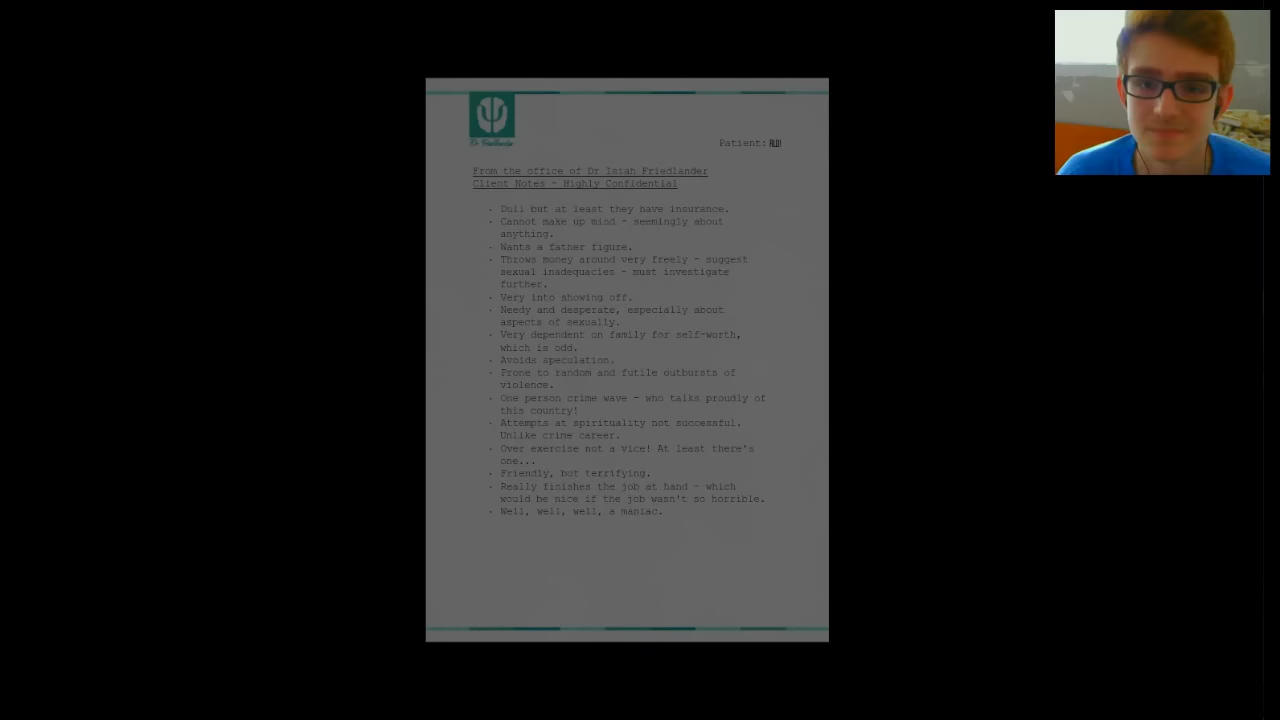 Dr Friedlander
Patient:
From the office of Dr Isiah Friedlander
Client Notes - Highly Confidential
· Dull but at least they have insurance.
· Cannot make up mind - seemingly about
anything.
· Wants a father figure.
· Throws money around very freely - suggest
sexual inadequacies - must investigate
further.
· Very into showing off.
· Needy and desperate, especially about
aspects of sexually.
· Very dependent on family for self-worth,
which is odd.
· Avoids speculation.
· Prone to random and futile outbursts of
violence.
· One person crime wave - who talks proudly of
this country!
· Attempts at spirituality not successful.
Unlike crime career.
· Over exercise not a vice! At least there's
one...
· Friendly, but terrifying.
· Really finishes the job at hand - which
would be nice if the job wasn't so horrible.
· Well, well, well, a maniac.